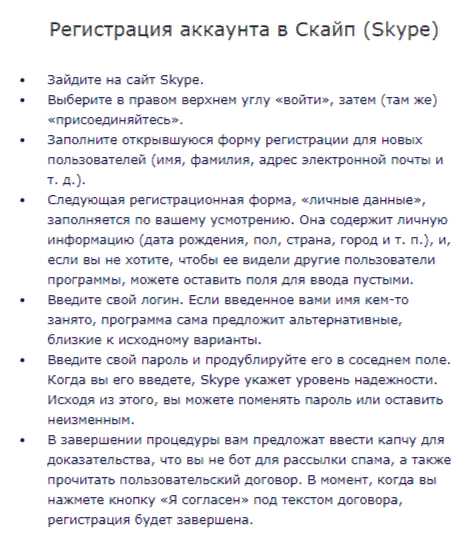 Регистрация аккаунта в Скайп (Skype)
• Зайдите на сайт Skype.
• Выберите в правом верхнем углу «войти», затем (там же)
«присоединяйтесь».
• Заполните открывшуюся форму регистрации для новых
пользователей (имя, фамилия, адрес электронной почты и
т. д.).
• Следующая регистрационная форма, «личные данные»,
заполняется по вашему усмотрению. Она содержит личную
информацию (дата рождения, пол, страна, город и т. п.), и,
если вы не хотите, чтобы ее видели другие пользователи
программы, можете оставить поля для ввода пустыми.
• Введите свой логин. Если введенное вами имя кем-то
занято, программа сама предложит альтернативные,
близкие к исходному варианты.
• Введите свой пароль и продублируйте его в соседнем поле.
Когда вы его введете, Skype укажет уровень надежности.
Исходя из этого, вы можете поменять пароль или оставить
неизменным.
• В завершении процедуры вам предложат ввести капчу для
доказательства, что вы не бот для рассылки спама, а также
прочитать пользовательский договор. В момент, когда вы
нажмете кнопку «Я согласен» под текстом договора,
регистрация будет завершена.